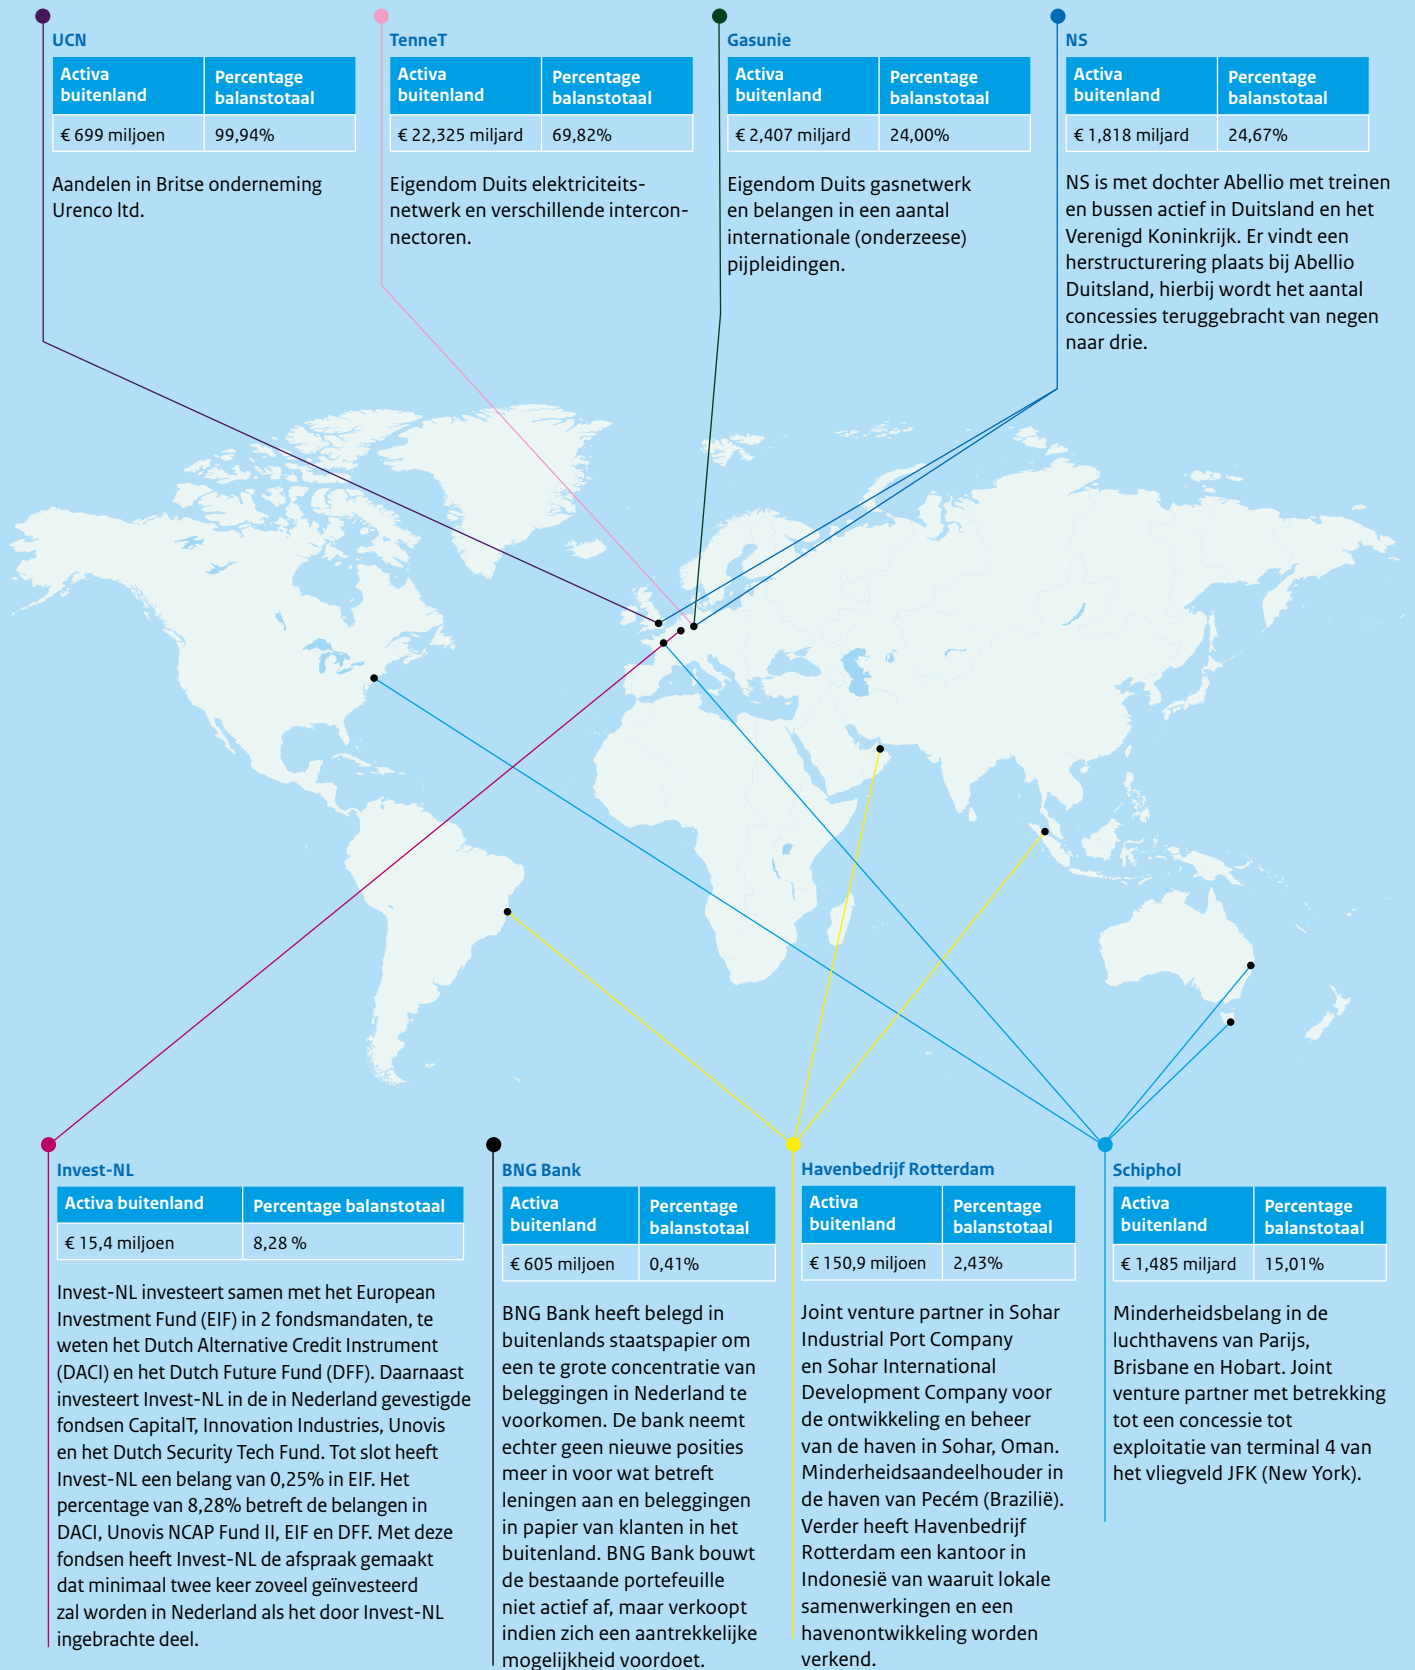 UCN
Activa
buitenland
Percentage
balanstotaal
€ 699 miljoen
99,94%
Aandelen in Britse onderneming
Urenco ltd.
TenneT
Activa
buitenland
Percentage
balanstotaal
€ 22,325 miljard
69,82%
Eigendom Duits elektriciteits-
netwerk en verschillende intercon-
nectoren.
Gasunie
Activa
buitenland
Percentage
balanstotaal
€ 2,407 miljard
24,00%
Eigendom Duits gasnetwerk
en belangen in een aantal
internationale (onderzeese)
pijpleidingen.
NS
Activa
buitenland
Percentage
balanstotaal
€ 1,818 miljard
24,67%
NS is met dochter Abellio met treinen
en bussen actief in Duitsland en het
Verenigd Koninkrijk. Er vindt een
herstructurering plaats bij Abellio
Duitsland, hierbij wordt het aantal
concessies teruggebracht van negen
naar drie.
Invest-NL
Activa buitenland
Percentage balanstotaal
€ 15,4 miljoen
8,28 %
Invest-NL investeert samen met het European
Investment Fund (EIF) in 2 fondsmandaten, te
weten het Dutch Alternative Credit Instrument
(DACI) en het Dutch Future Fund (DFF). Daarnaast
investeert Invest-NL in de in Nederland gevestigde
fondsen CapitalT, Innovation Industries, Unovis
en het Dutch Security Tech Fund. Tot slot heeft
Invest-NL een belang van 0,25% in EIF. Het
percentage van 8,28% betreft de belangen in
DACI, Unovis NCAP Fund II, EIF en DFF. Met deze
fondsen heeft Invest-NL de afspraak gemaakt
dat minimaal twee keer zoveel geïnvesteerd
zal worden in Nederland als het door Invest-NL
ingebrachte deel.
BNG Bank
Activa
buitenland
Percentage
balanstotaal
€ 605 miljoen
0,41%
BNG Bank heeft belegd in
buitenlands staatspapier om
een te grote concentratie van
beleggingen in Nederland te
voorkomen. De bank neemt
echter geen nieuwe posities
meer in voor wat betreft
leningen aan en beleggingen
in papier van klanten in het
buitenland. BNG Bank bouwt
de bestaande portefeuille
niet actief af, maar verkoopt
indien zich een aantrekkelijke
mogelijkheid voordoet.
Havenbedrijf Rotterdam
Activa
buitenland
Percentage
balanstotaal
€ 150,9 miljoen
2,43%
Joint venture partner in Sohar
Industrial Port Company
en Sohar International
Development Company voor
de ontwikkeling en beheer
van de haven in Sohar, Oman.
Minderheidsaandeelhouder in
de haven van Pecém (Brazilië).
Verder heeft Havenbedrijf
Rotterdam een kantoor in
Indonesië van waaruit lokale
samenwerkingen en een
havenontwikkeling worden
verkend.
Schiphol
Activa
buitenland
Percentage
balanstotaal
€ 1,485 miljard
15,01%
Minderheidsbelang in de
luchthavens van Parijs,
Brisbane en Hobart. Joint
venture partner met betrekking
tot een concessie tot
exploitatie van terminal 4 van
het vliegveld JFK (New York).